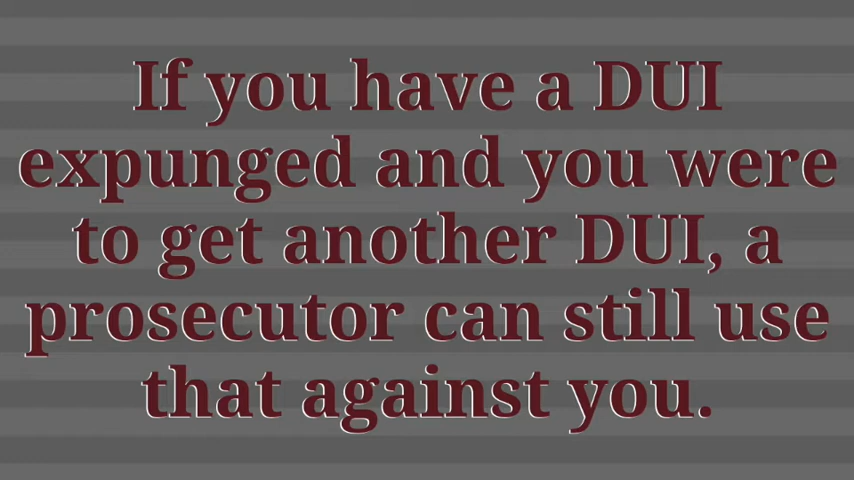 If you have a DUI
expunged and you were
to get another DUI, a
prosecutor can still use
that against you.